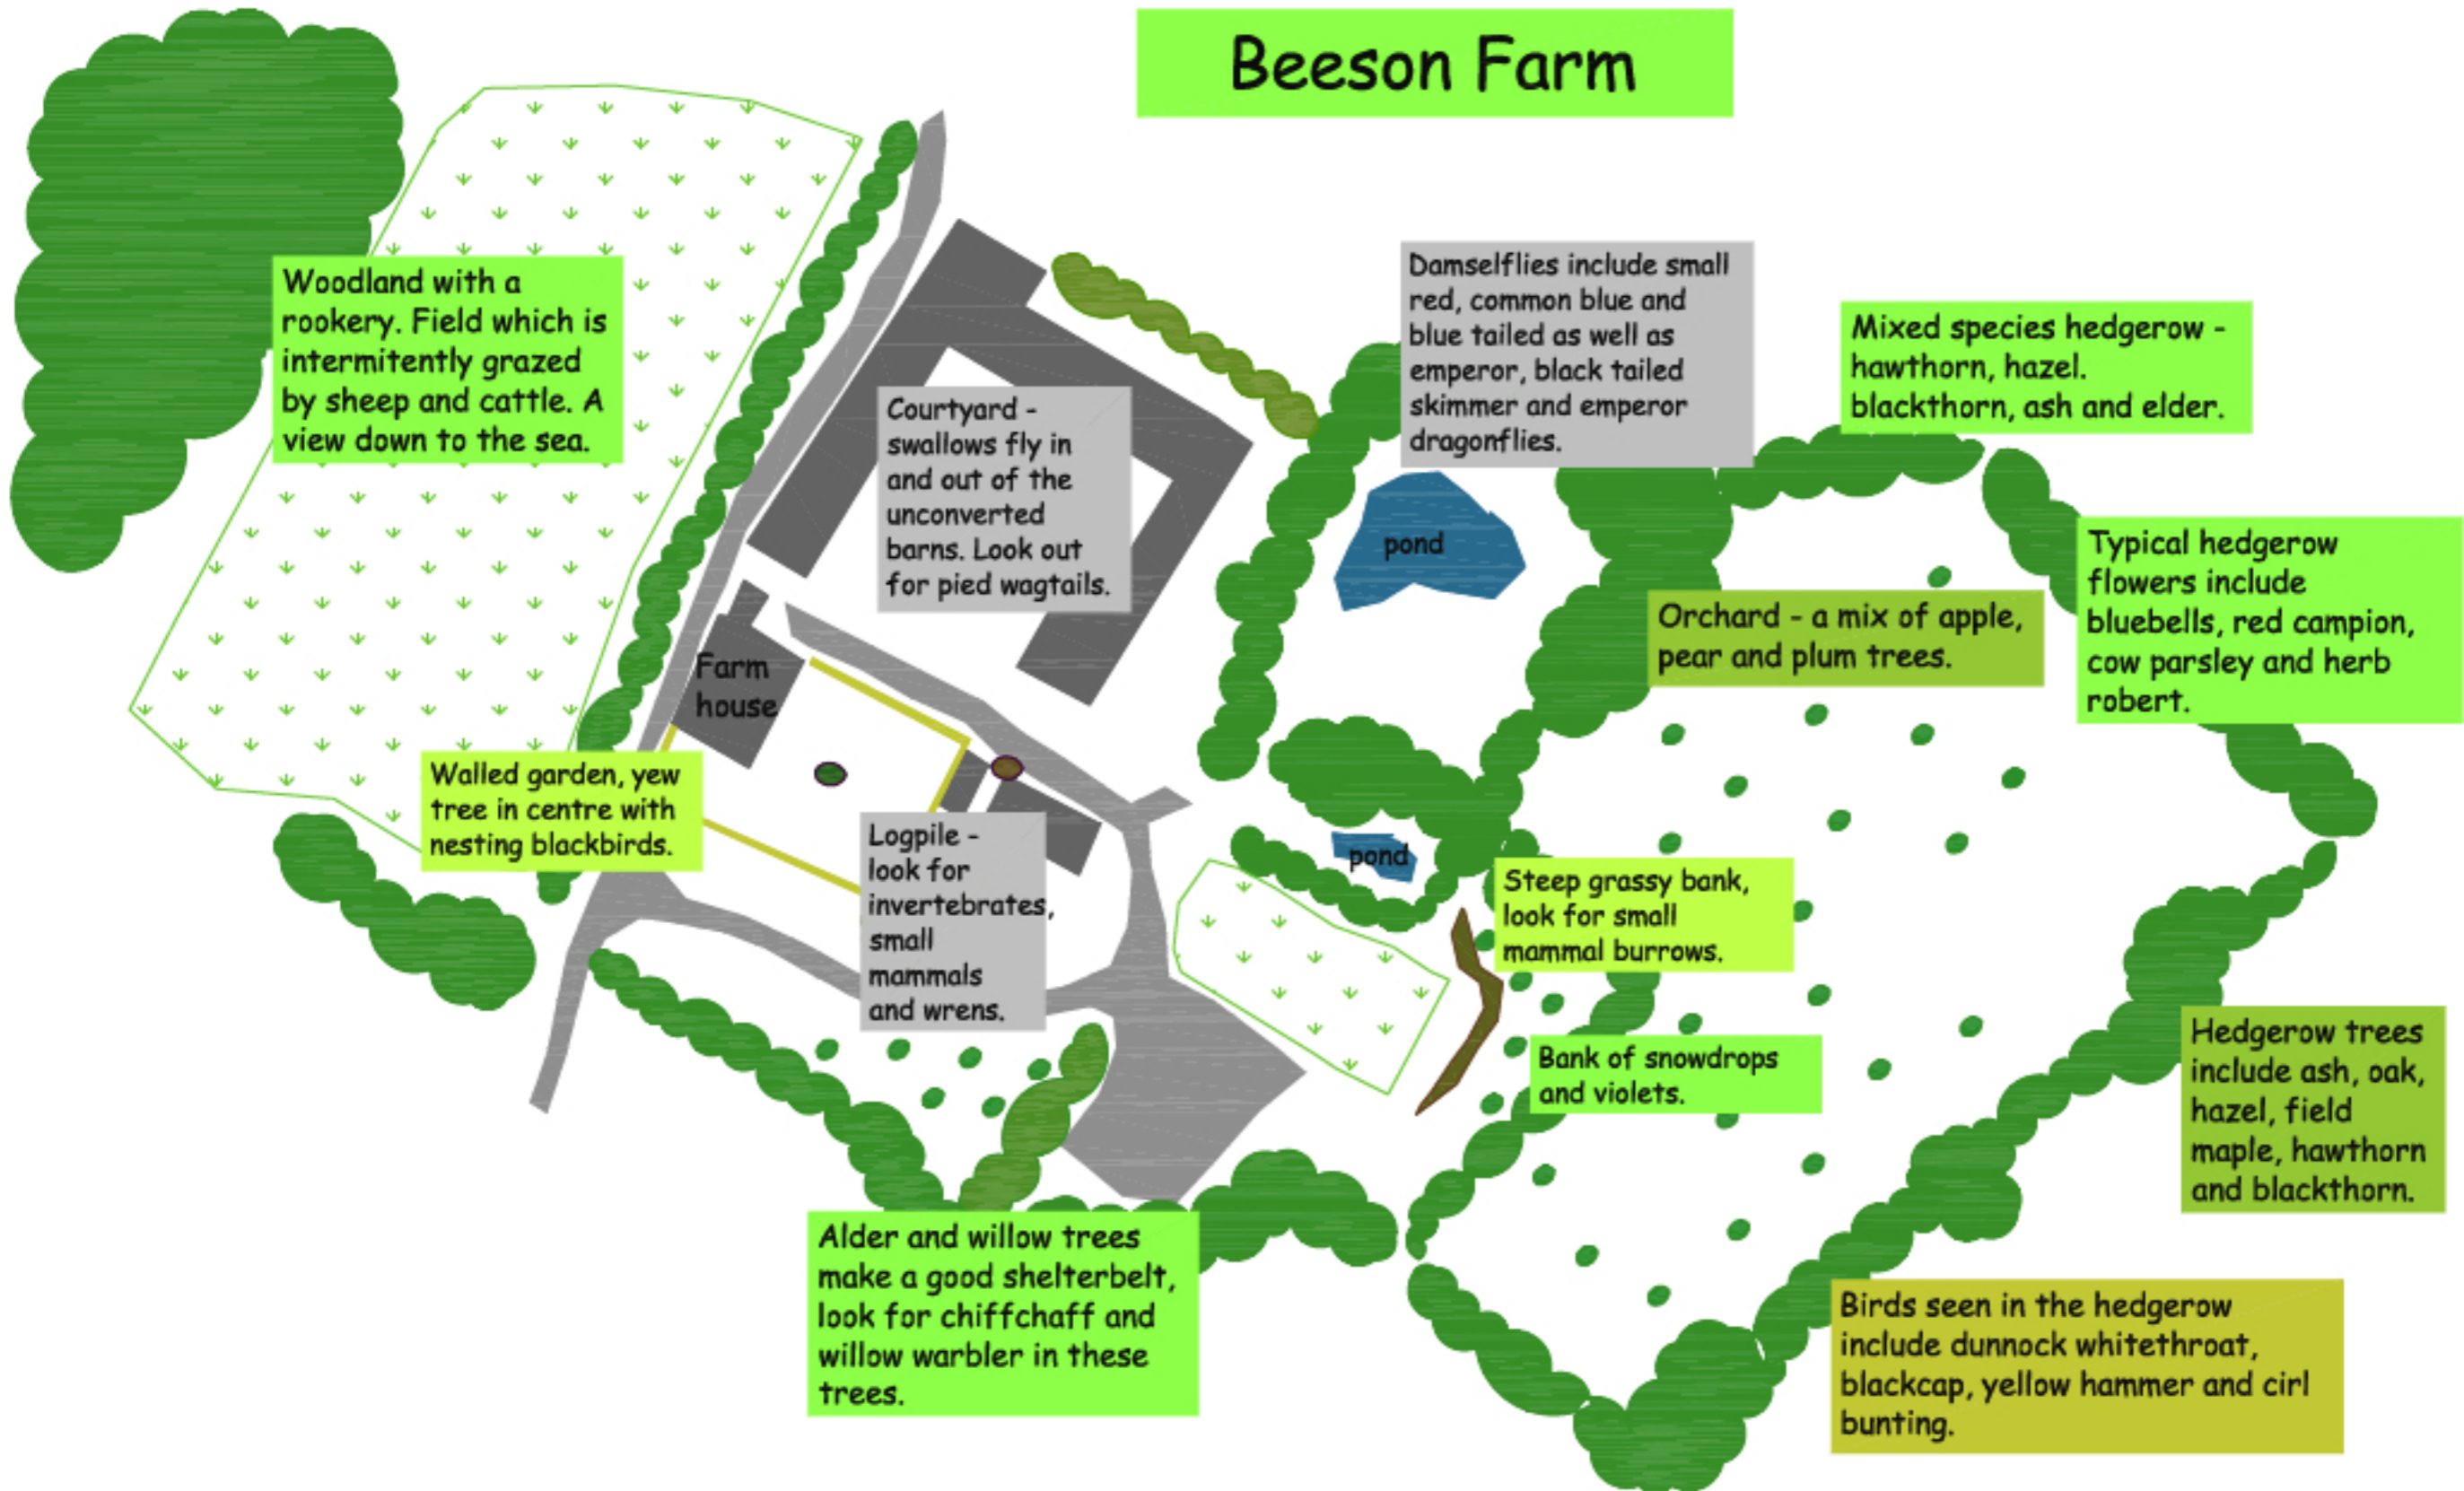 Beeson Farm
Woodland with a
rookery. Field which is
intermitently grazed
by sheep and cattle. A
view down to the sea.
Courtyard -
swallows fly in
and out of the
unconverted
barns. Look out
for pied wagtails.
Damselflies include small
red, common blue and
blue tailed as well as
emperor, black tailed
skimmer and emperor
dragonflies.
Mixed species hedgerow -
hawthorn, hazel.
blackthorn, ash and elder.
pond
Typical hedgerow
flowers include
bluebells, red campion,
cow parsley and herb
robert.
Orchard - a mix of apple,
pear and plum trees.
Farm
house
Walled garden, yew
tree in centre with
nesting blackbirds.
Logpile -
look for
invertebrates,
small
mammals
and wrens.
pond
Steep grassy bank,
look for small
mammal burrows.
Bank of snowdrops
and violets.
Hedgerow trees
include ash, oak,
hazel, field
maple, hawthorn
and blackthorn.
Alder and willow trees
make a good shelterbelt,
look for chiffchaff and
willow warbler in these
trees.
Birds seen in the hedgerow
include dunnock whitethroat,
blackcap, yellow hammer and cirl
bunting.